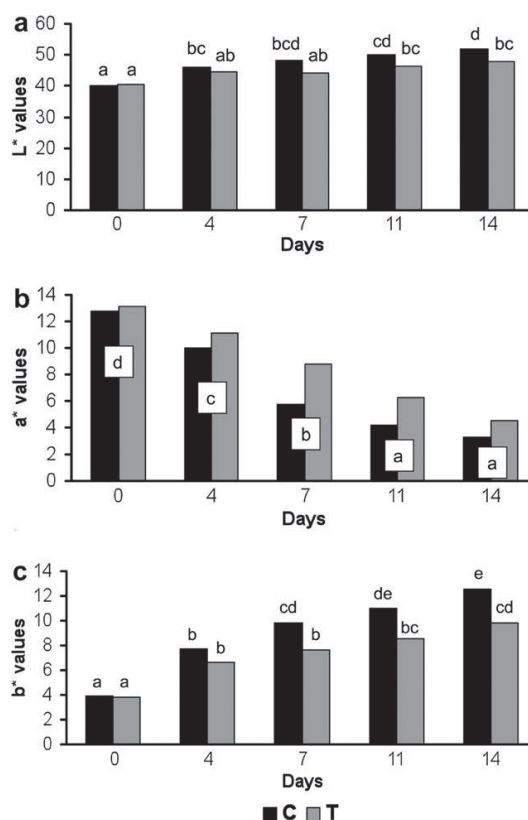 a
60
50
40
30
20
10
0
L* values
a a bc ab bcd ab cd bc d bc
0 4 7 11 14
Days
b
14
12
10
8
6
4
2
0
a* values
d c b a a
0 4 7 11 14
Days
c
14
12
10
8
6
4
2
0
b* values
a a b b cd b de bc e cd
0 4 7 11 14
Days
C T